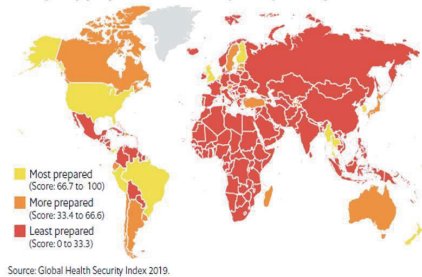 Most prepared
(Score: 66.7 to 100)
More prepared
(Score: 33.4 to 66.6)
Least prepared
(Score: 0 to 33.3)
Source: Global Health Security Index 2019.